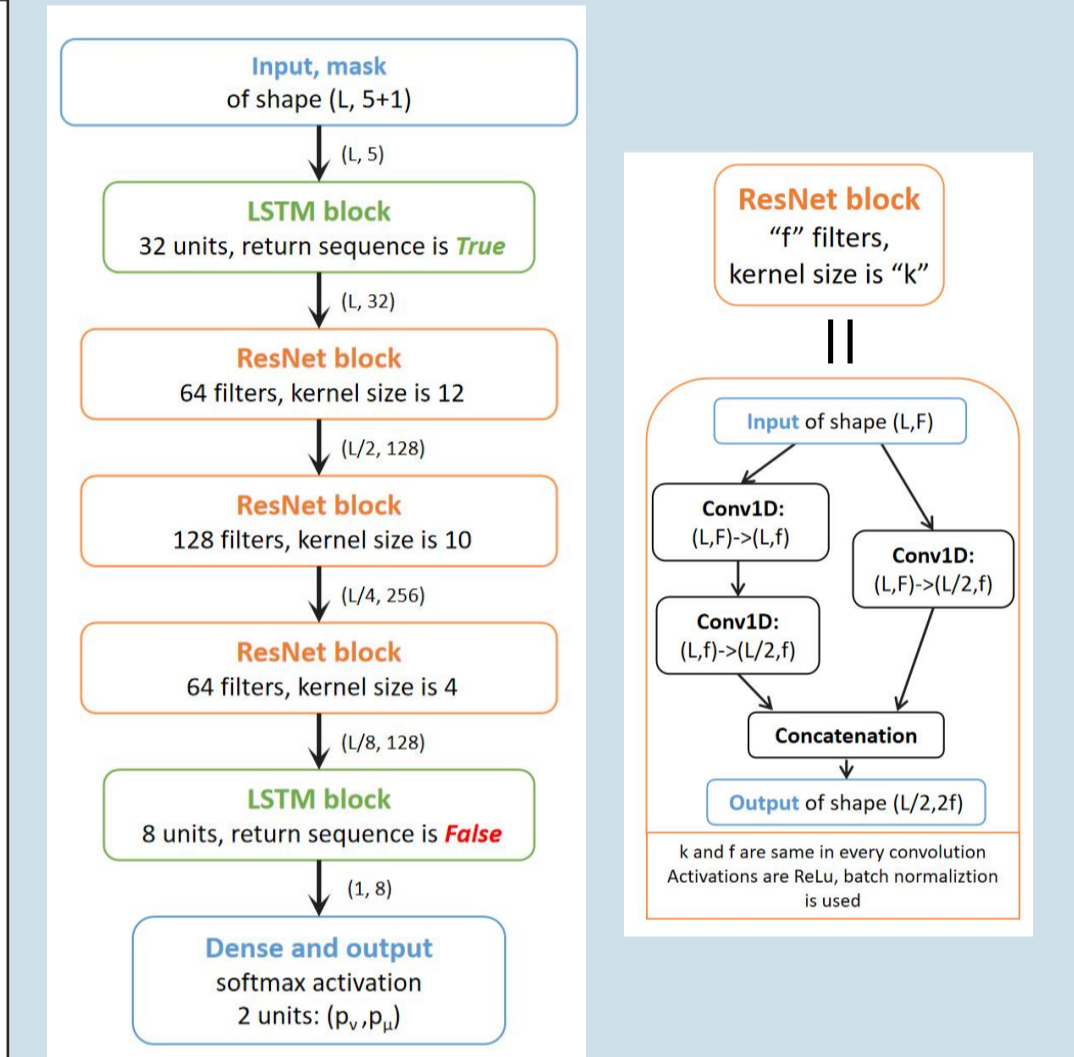 Input, mask
of shape (L, 5+1)
(L, 5)
LSTM block
32 units, return sequence is True
(L, 32)
ResNet block
64 filters, kernel size is 12
(L/2, 128)
ResNet block
128 filters, kernel size is 10
(L/4, 256)
ResNet block
64 filters, kernel size is 4
(L/8, 128)
LSTM block
8 units, return sequence is False
(1, 8)
Dense and output
softmax activation
2 units: (pᵥ,pμ)
ResNet block
“f” filters,
kernel size is “k”
Input of shape (L,F)
Conv1D:
(L,F)->(L,f)
Conv1D:
(L,F)->(L/2,f)
Conv1D:
(L,f)->(L/2,f)
Concatenation
Output of shape (L/2,2f)
k and f are same in every convolution
Activations are ReLu, batch normaliztion
is used